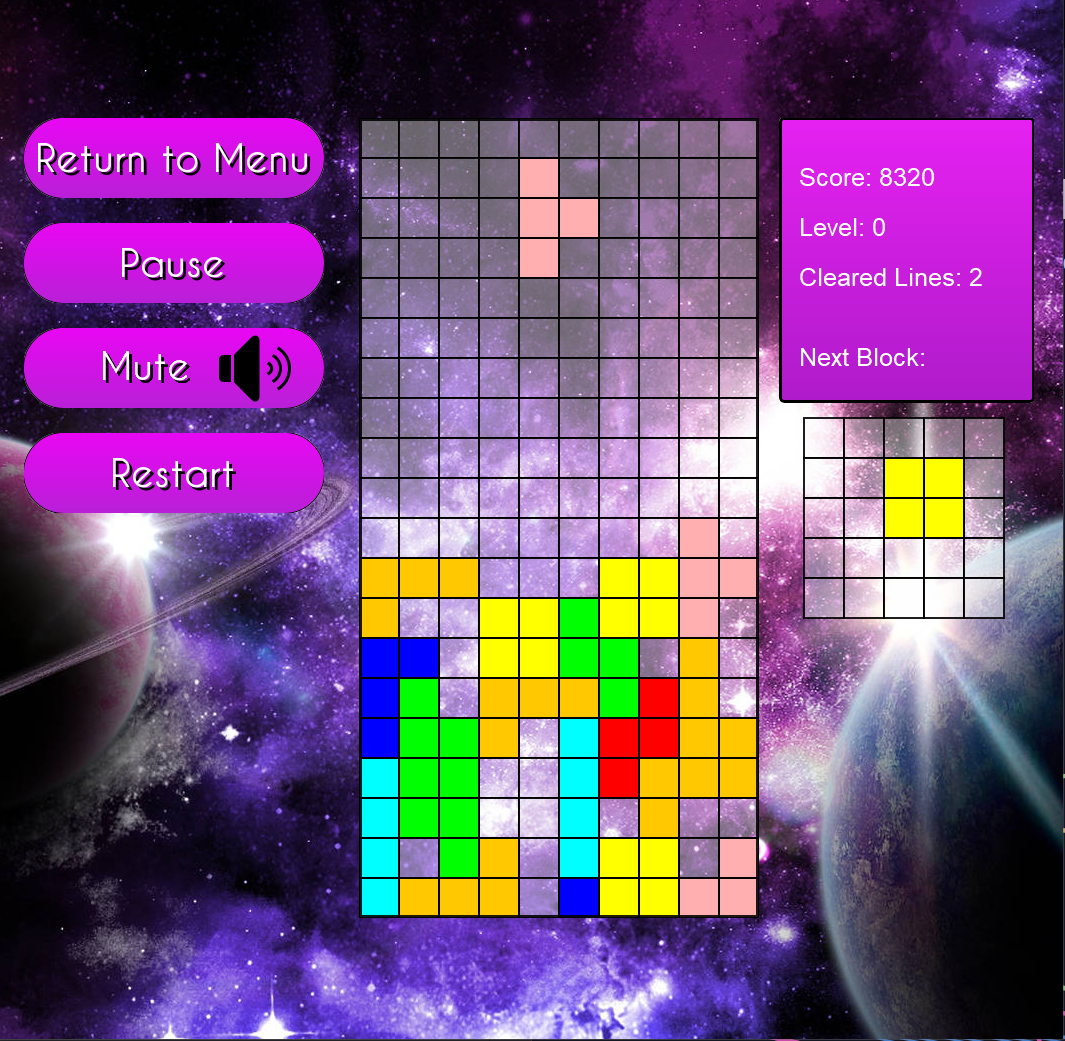 Return to Menu
Pause
Mute
Restart
Score: 8320
Level: 0
Cleared Lines: 2
Next Block: